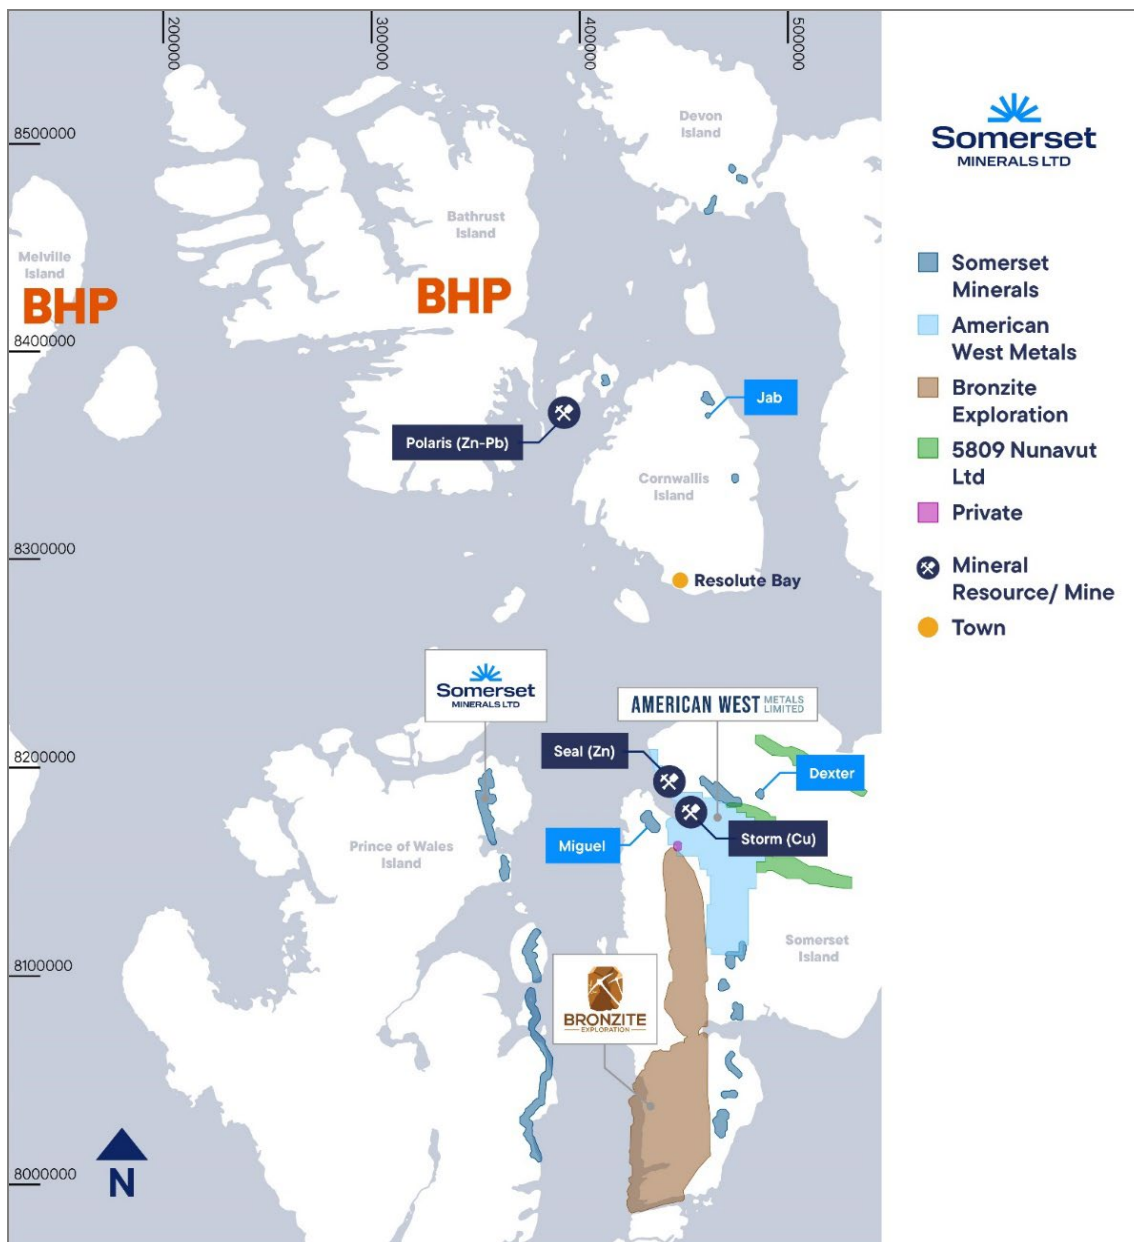 200000
300000
400000
500000
8500000
8400000
8300000
8200000
8100000
8000000
Devon
Island
Bathrust
Island
Melville
Island
BHP
BHP
Jab
Polaris (Zn-Pb)
Cornwallis
Island
Resolute Bay
Somerset
MINERALS LTD
AMERICAN WEST METALS
LIMITED
Seal (Zn)
Dexter
Storm (Cu)
Miguel
Prince of Wales
Island
Somerset
Island
BRONZITE
EXPLORATION
N
Somerset
MINERALS LTD
Somerset
Minerals
American
West Metals
Bronzite
Exploration
5809 Nunavut
Ltd
Private
Mineral
Resource/ Mine
Town